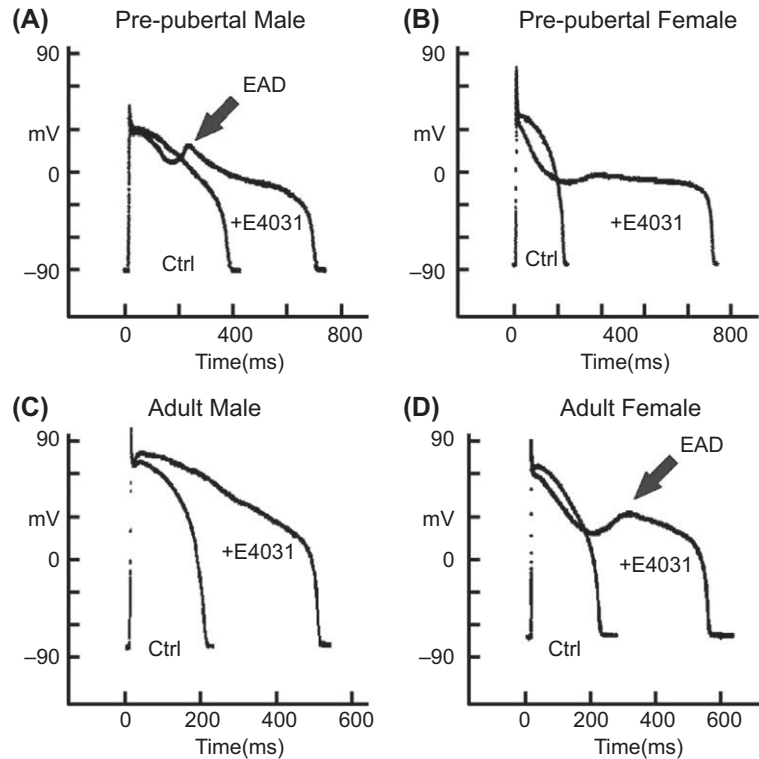 (A) Pre-pubertal Male
90
EAD
mV
0
+E4031
Ctrl
–90
0 400 800
Time(ms)
(B) Pre-pubertal Female
90
mV
0
Ctrl +E4031
–90
0 400 800
Time(ms)
(C) Adult Male
90
mV
+E4031
0
Ctrl
–90
0 200 400 600
Time(ms)
(D) Adult Female
90
EAD
mV
0
+E4031
Ctrl
–90
0 200 400 600
Time(ms)